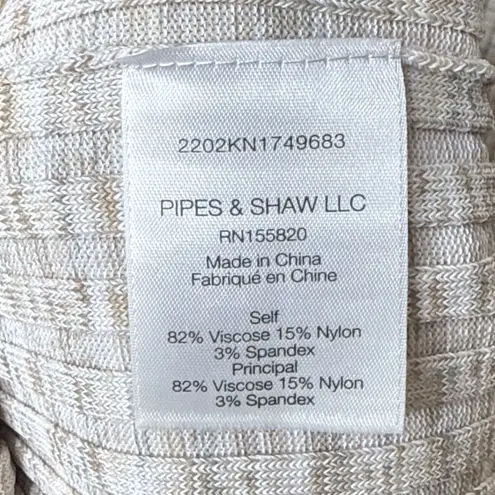 2202KN1749683
PIPES & SHAW LLC
RN155820
Made in China
Fabriqué en Chine
Self
82% Viscose 15% Nylon
3% Spandex
Principal
82% Viscose 15% Nylon
3% Spandex